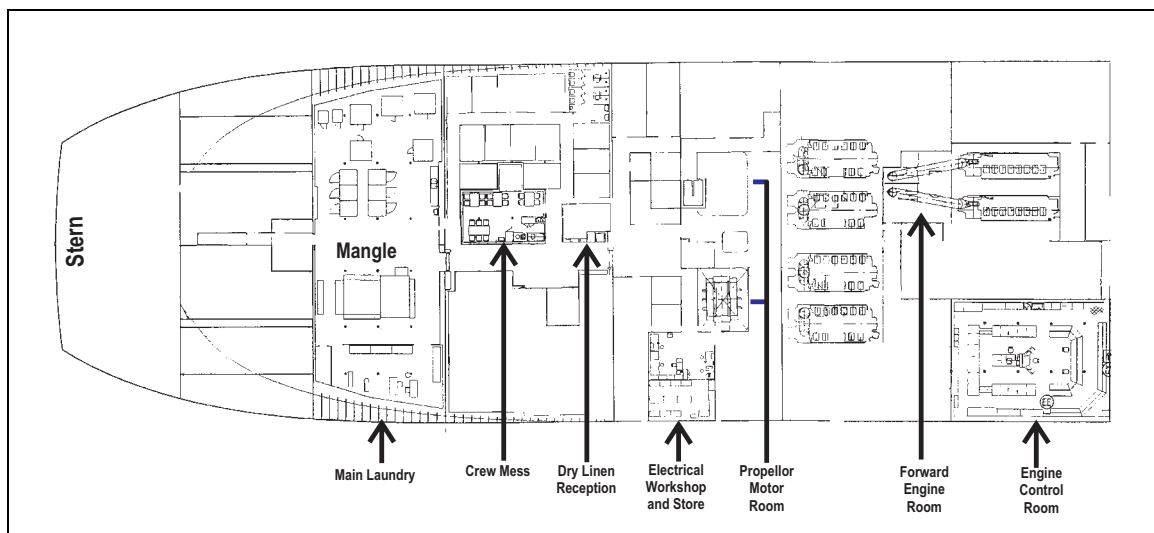 Stern
Mangle
EE
Main Laundry
Crew Mess
Dry Linen
Reception
Electrical
Workshop
and Store
Propellor
Motor
Room
Forward
Engine
Room
Engine
Control
Room